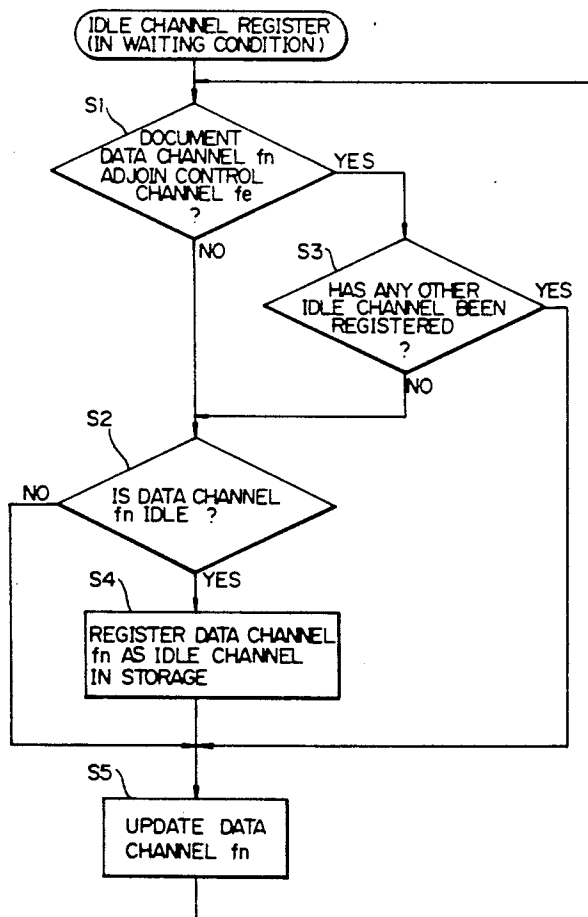 IDLE CHANNEL REGISTER
(IN WAITING CONDITION)
S1
DOCUMENT
DATA CHANNEL fn
ADJOIN CONTROL
CHANNEL fe
?
YES
NO
S3
HAS ANY OTHER
IDLE CHANNEL BEEN
REGISTERED
?
YES
NO
S2
IS DATA CHANNEL
fn IDLE ?
NO
YES
S4
REGISTER DATA CHANNEL
fn AS IDLE CHANNEL
IN STORAGE
S5
UPDATE DATA
CHANNEL fn